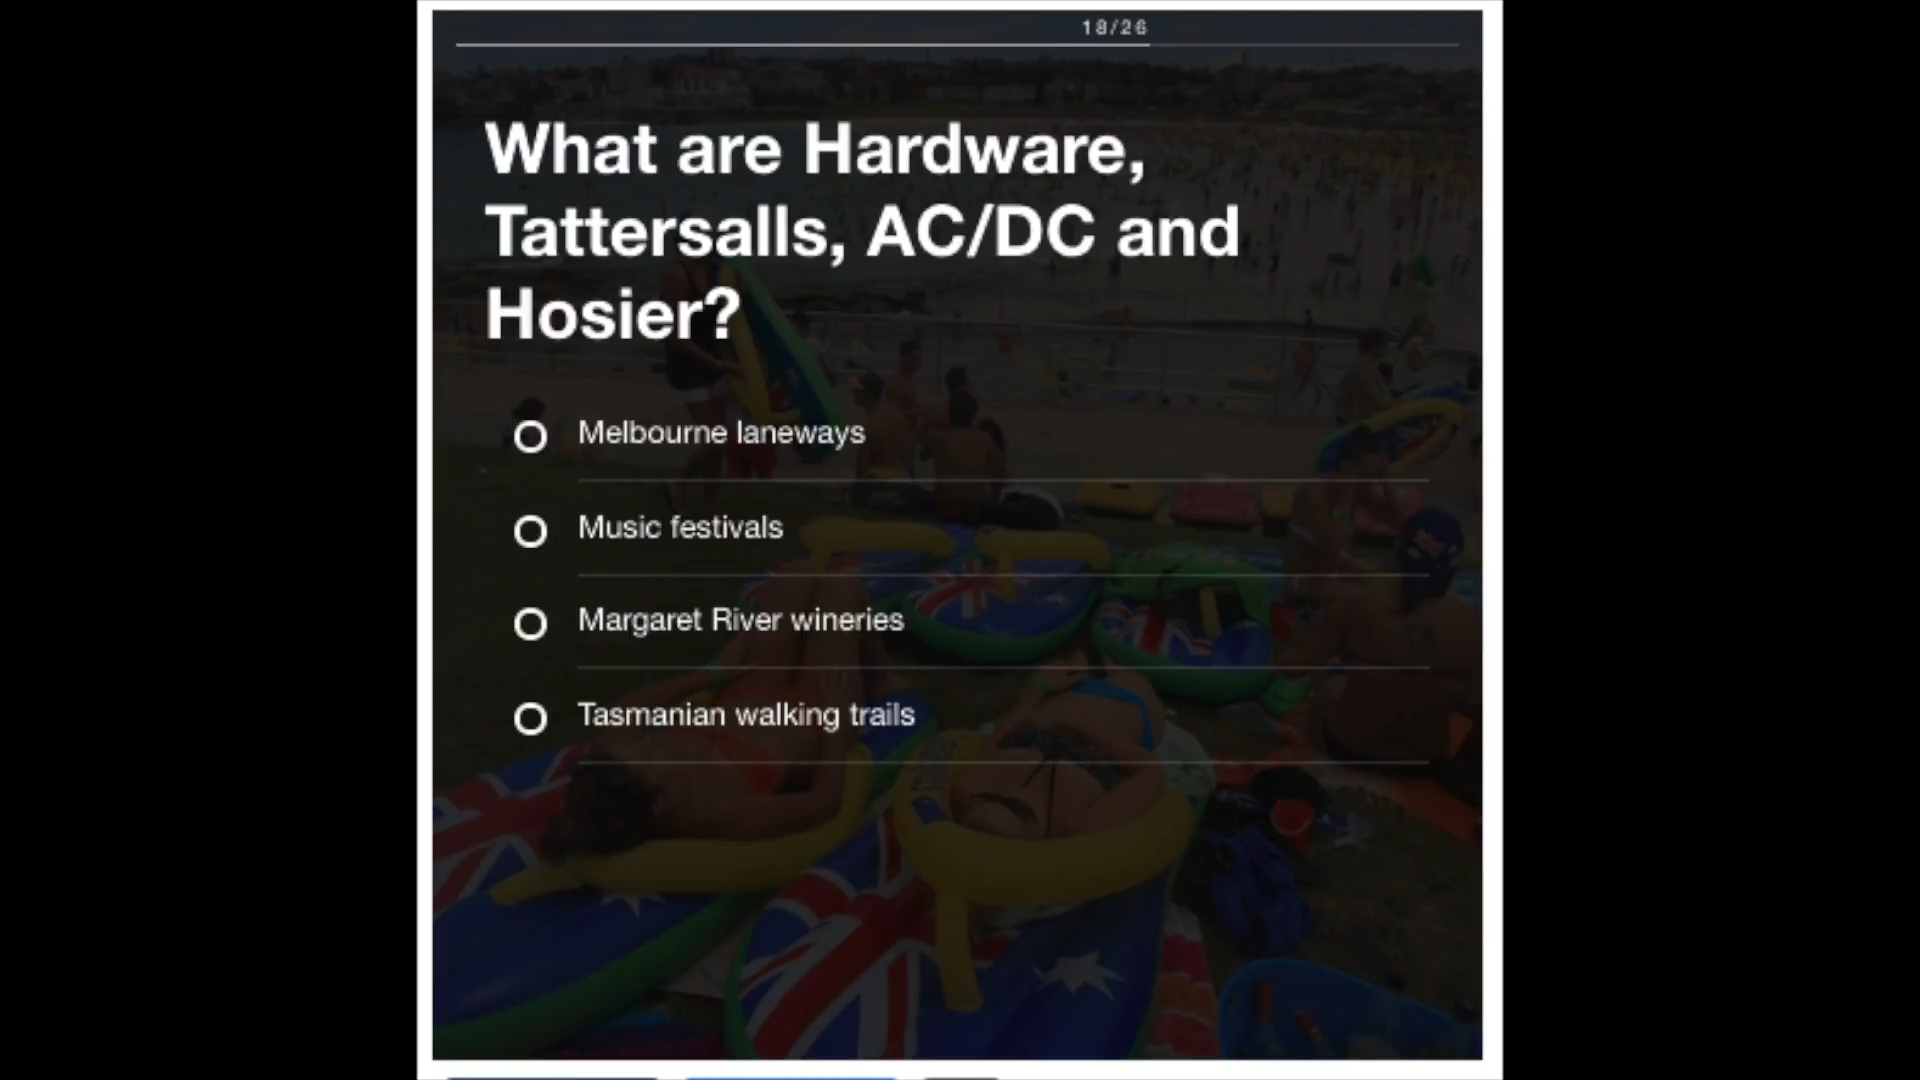 18/26
What are Hardware,
Tattersalls, AC/DC and
Hosier?
Melbourne laneways
Music festivals
Margaret River wineries
Tasmanian walking trails